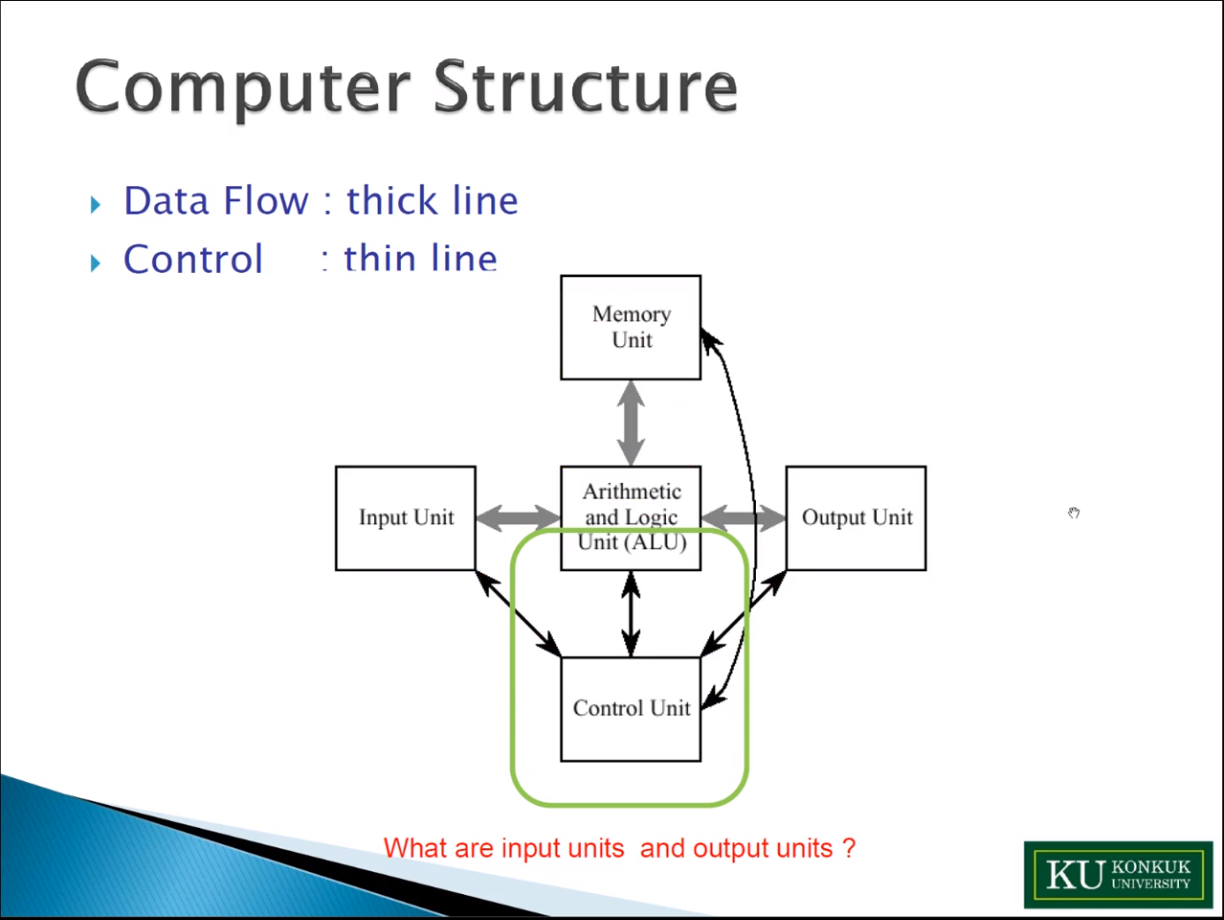 Computer Structure
Data Flow : thick line
Control : thin line
Memory
Unit
Input Unit
Arithmetic
and Logic
Unit (ALU)
Output Unit
Control Unit
What are input units and output units ?
KU KONKUK
UNIVERSITY